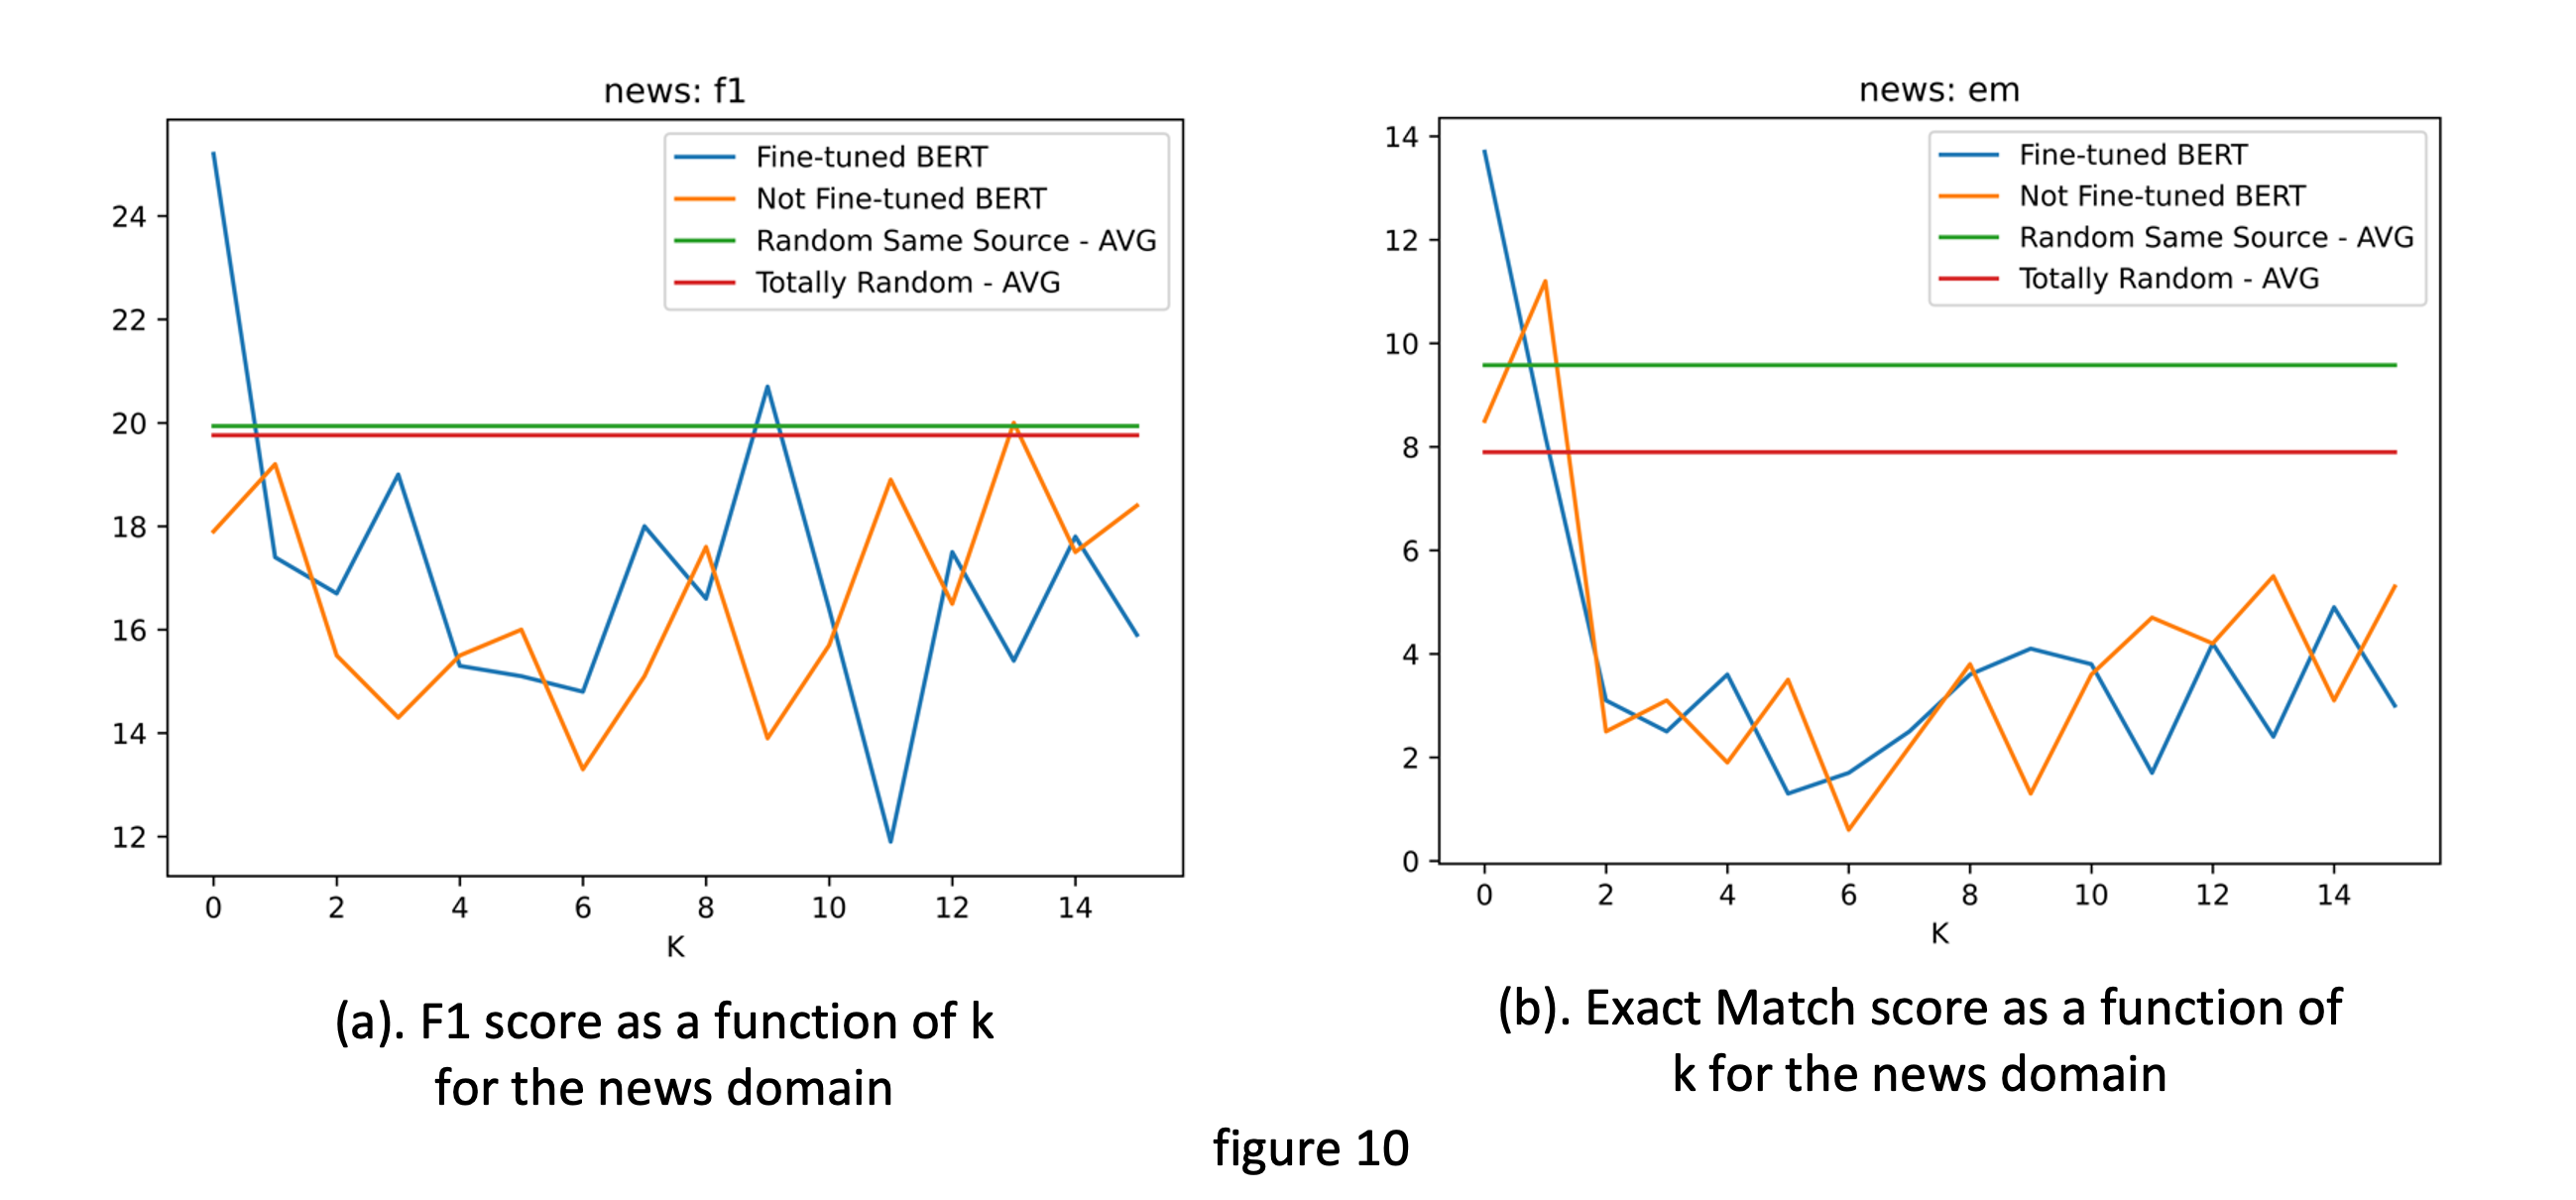 news: f1
Fine-tuned BERT
Not Fine-tuned BERT
Random Same Source - AVG
Totally Random - AVG
24
22
20
18
16
14
12
0 2 4 6 8 10 12 14
K
(a). F1 score as a function of k
for the news domain
news: em
Fine-tuned BERT
Not Fine-tuned BERT
Random Same Source - AVG
Totally Random - AVG
14
12
10
8
6
4
2
0
0 2 4 6 8 10 12 14
K
(b). Exact Match score as a function of
k for the news domain
figure 10